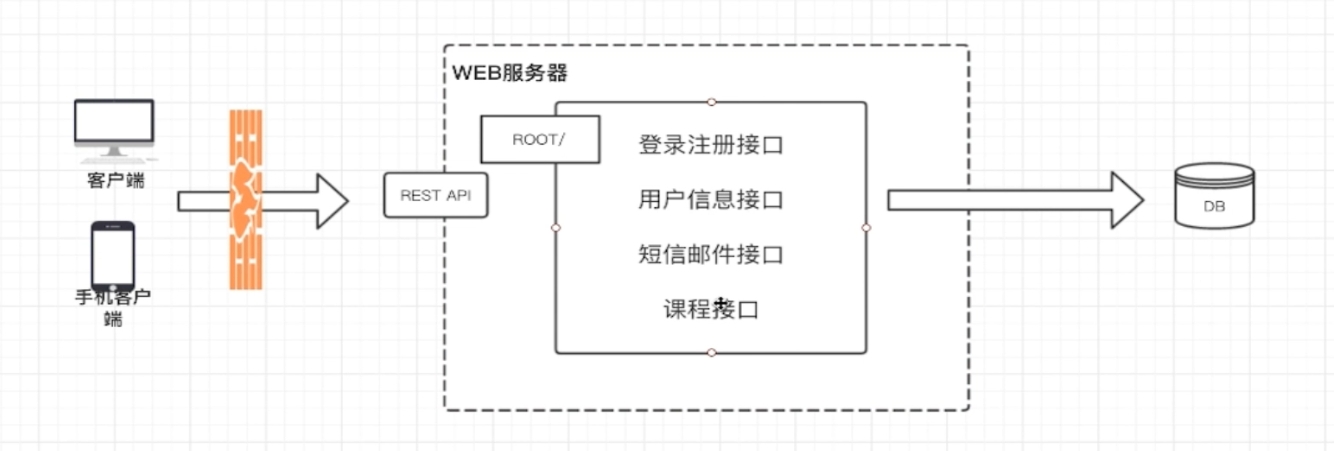 WEB服务器
ROOT/
登录注册接口
客户端
REST API
用户信息接口
DB
短信邮件接口
手机客户
端
课程接口